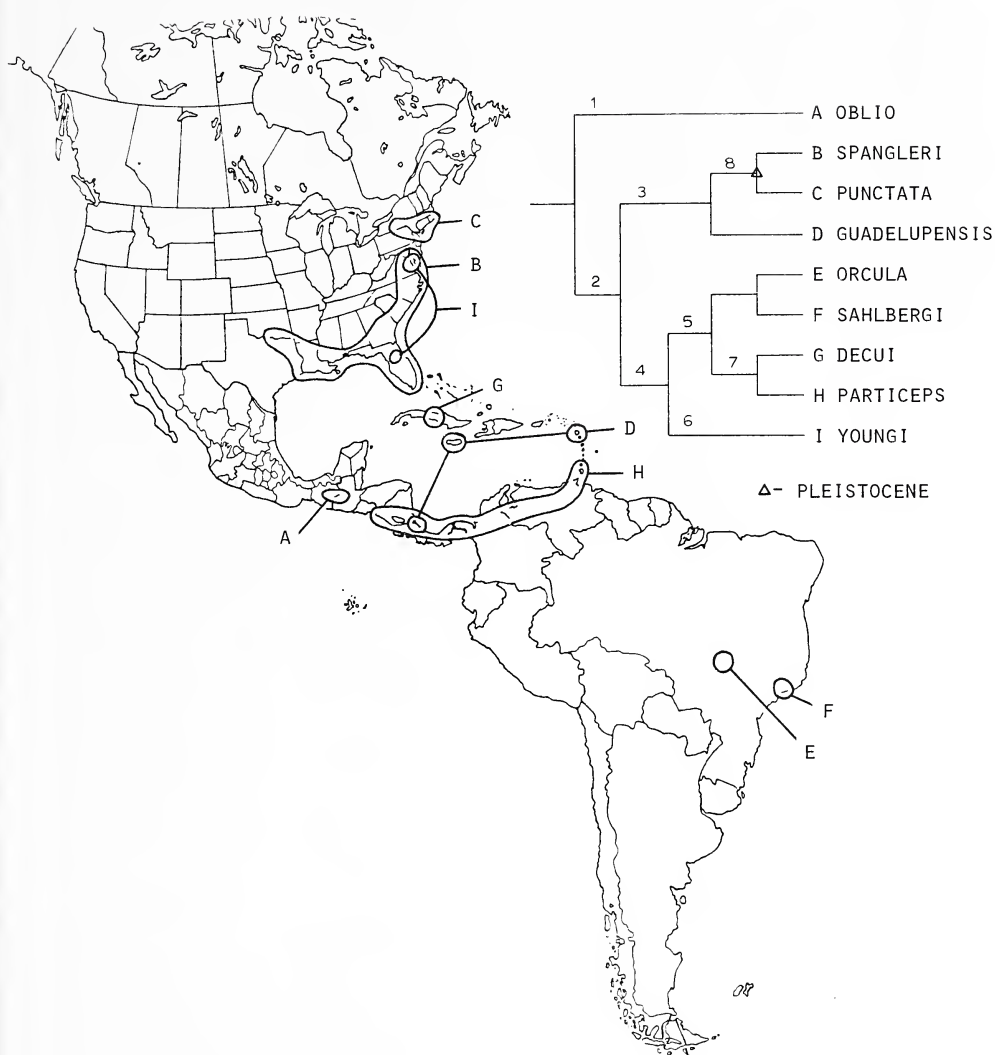 1
A OBLIO
8
B SPANGLERI
3
C PUNCTATA
D GUADELUPENSIS
2
E ORCULA
5
F SAHLBERGI
7
G DECUI
4
H PARTICEPS
6
I YOUNGI
Δ- PLEISTOCENE
C
B
I
G
D
H
A
F
E